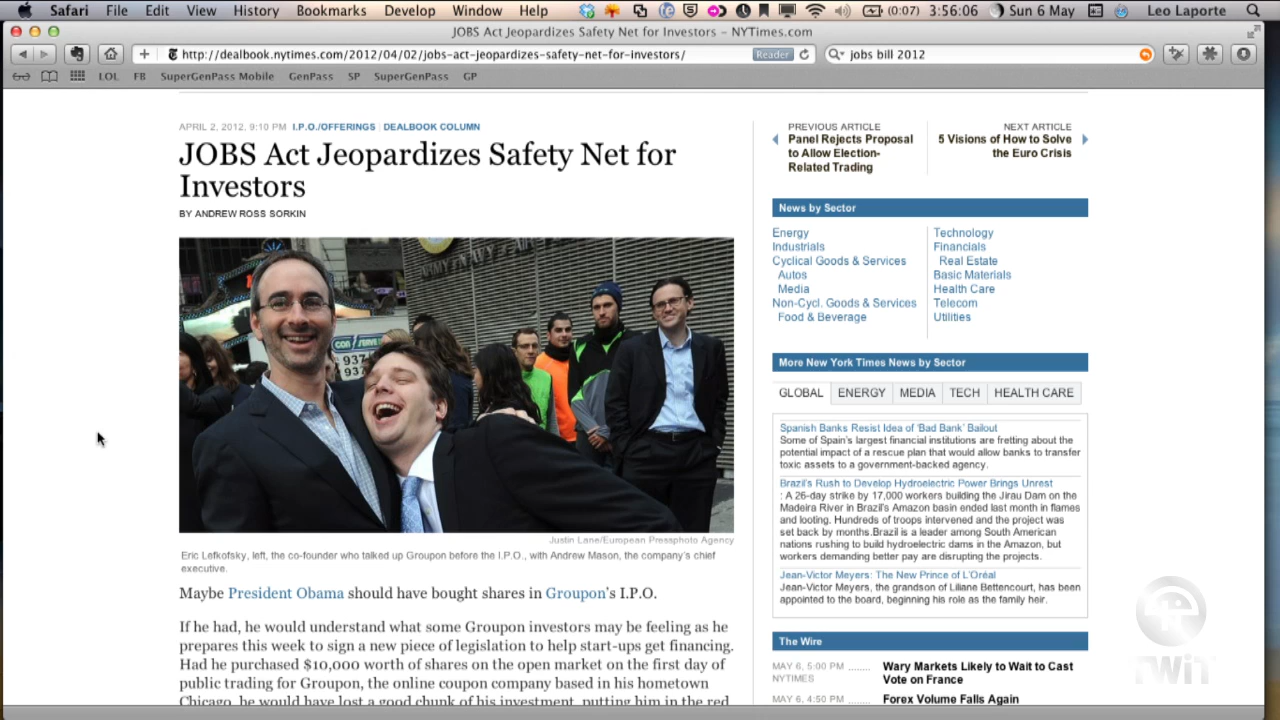 Safari File Edit View History Bookmarks Develop Window Help (0:07) 3:56:06 Sun 6 May Leo Laporte
JOBS Act Jeopardizes Safety Net for Investors – NYTimes.com
http://dealbook.nytimes.com/2012/04/02/jobs-act-jeopardizes-safety-net-for-investors/ Reader jobs bill 2012
LOL FB SuperGenPass Mobile GenPass SP SuperGenPass GP
APRIL 2, 2012, 9:10 PM I.P.O./OFFERINGS | DEALBOOK COLUMN
JOBS Act Jeopardizes Safety Net for
Investors
BY ANDREW ROSS SORKIN
Justin Lane/European Pressphoto Agency
Eric Lefkofsky, left, the co-founder who talked up Groupon before the I.P.O., with Andrew Mason, the company's chief
executive.
Maybe President Obama should have bought shares in Groupon's I.P.O.
If he had, he would understand what some Groupon investors may be feeling as he
prepares this week to sign a new piece of legislation to help start-ups get financing.
Had he purchased $10,000 worth of shares on the open market on the first day of
public trading for Groupon, the online coupon company based in his hometown
Chicago, he would have lost a good chunk of his investment, putting him in the red
PREVIOUS ARTICLE
Panel Rejects Proposal
to Allow Election-
Related Trading
NEXT ARTICLE
5 Visions of How to Solve
the Euro Crisis
News by Sector
Energy
Industrials
Cyclical Goods & Services
Autos
Media
Non-Cycl. Goods & Services
Food & Beverage
Technology
Financials
Real Estate
Basic Materials
Health Care
Telecom
Utilities
More New York Times News by Sector
GLOBAL ENERGY MEDIA TECH HEALTH CARE
Spanish Banks Resist Idea of 'Bad Bank' Bailout
Some of Spain's largest financial institutions are fretting about the
potential impact of a rescue plan that would allow banks to transfer
toxic assets to a government-backed agency.
Brazil's Rush to Develop Hydroelectric Power Brings Unrest
: A 26-day strike by 17,000 workers building the Jirau Dam on the
Madeira River in Brazil's Amazon basin ended last month in flames
and looting. Hundreds of troops intervened and the project was
set back by months.Brazil is a leader among South American
nations rushing to build hydroelectric dams in the Amazon, but
workers demanding better pay are disrupting the projects.
Jean-Victor Meyers: The New Prince of L'Oréal
Jean-Victor Meyers, the grandson of Liliane Bettencourt, has been
appointed to the board, beginning his role as the family heir.
The Wire
MAY 6, 5:00 PM ........ Wary Markets Likely to Wait to Cast
NYTIMES Vote on France
MAY 6, 4:50 PM ........ Forex Volume Falls Again
TWiT